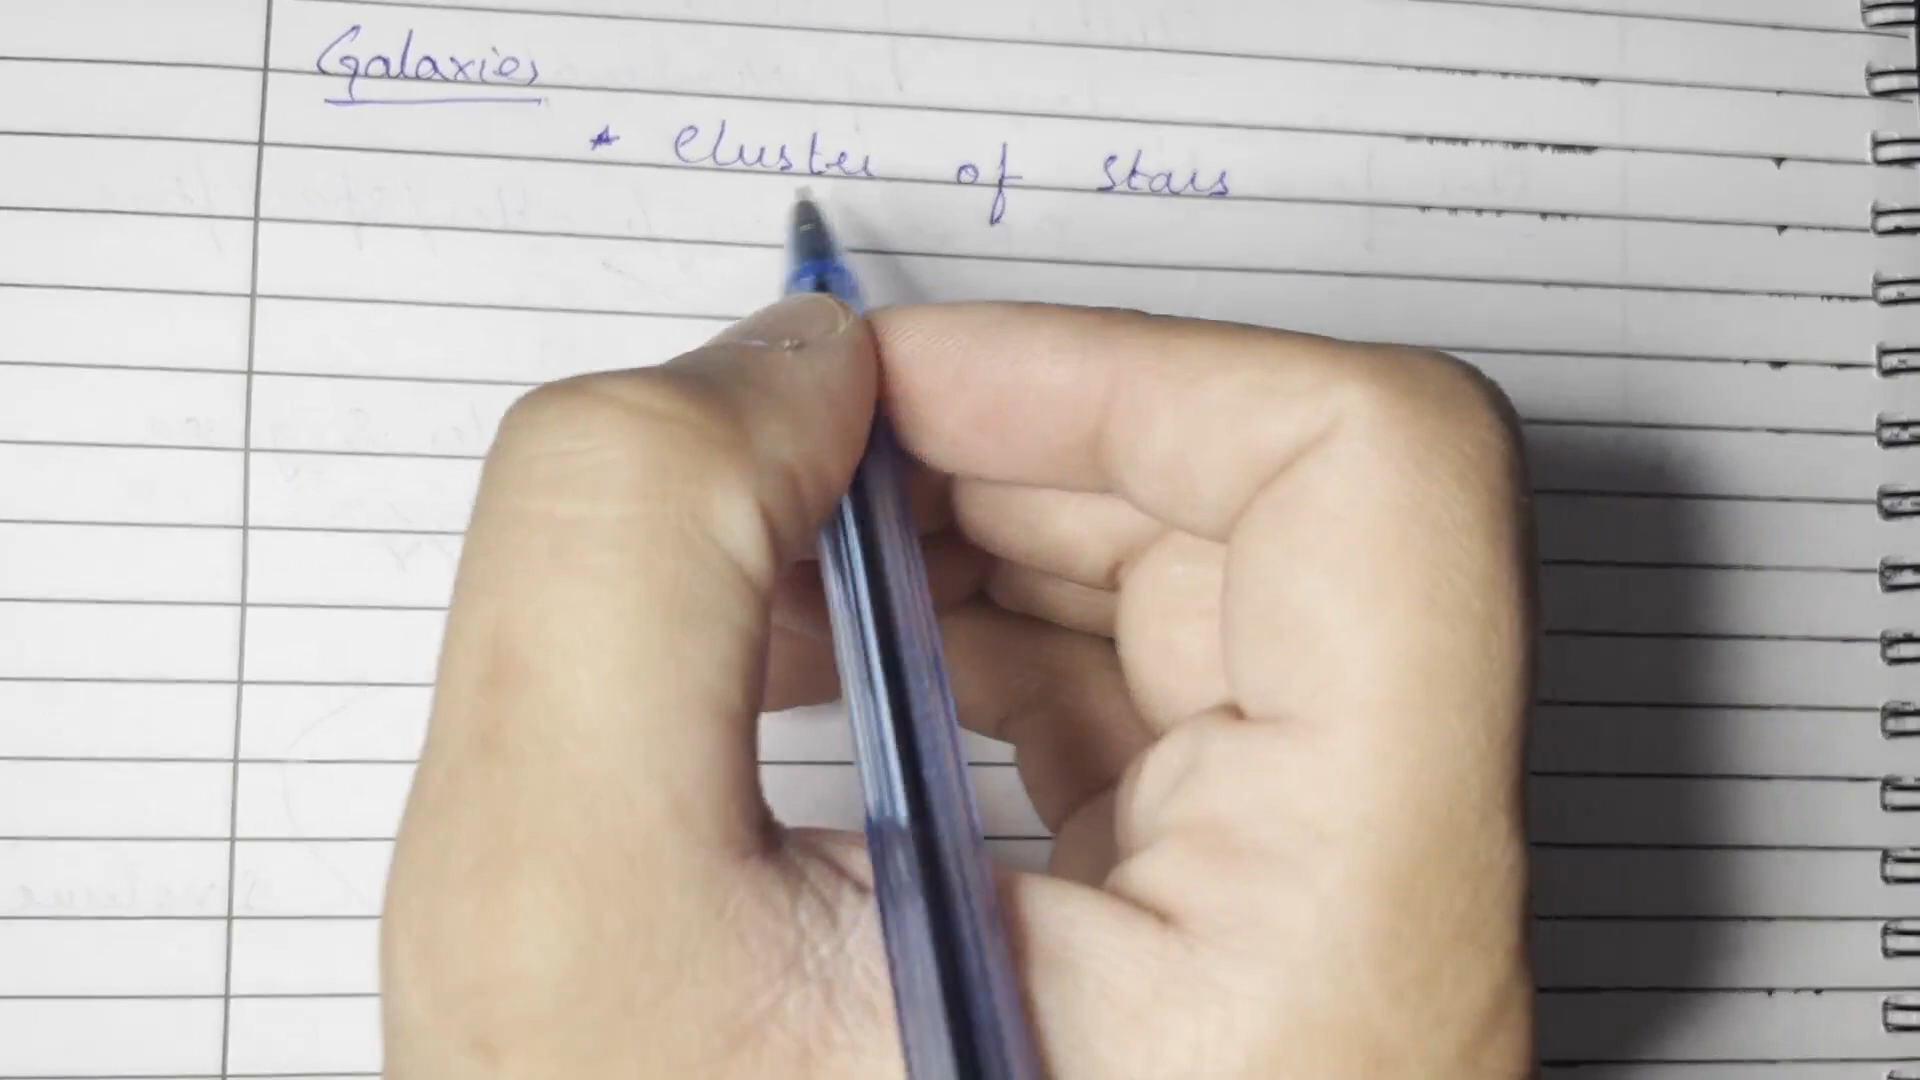 Galaxies
* Cluster of stars